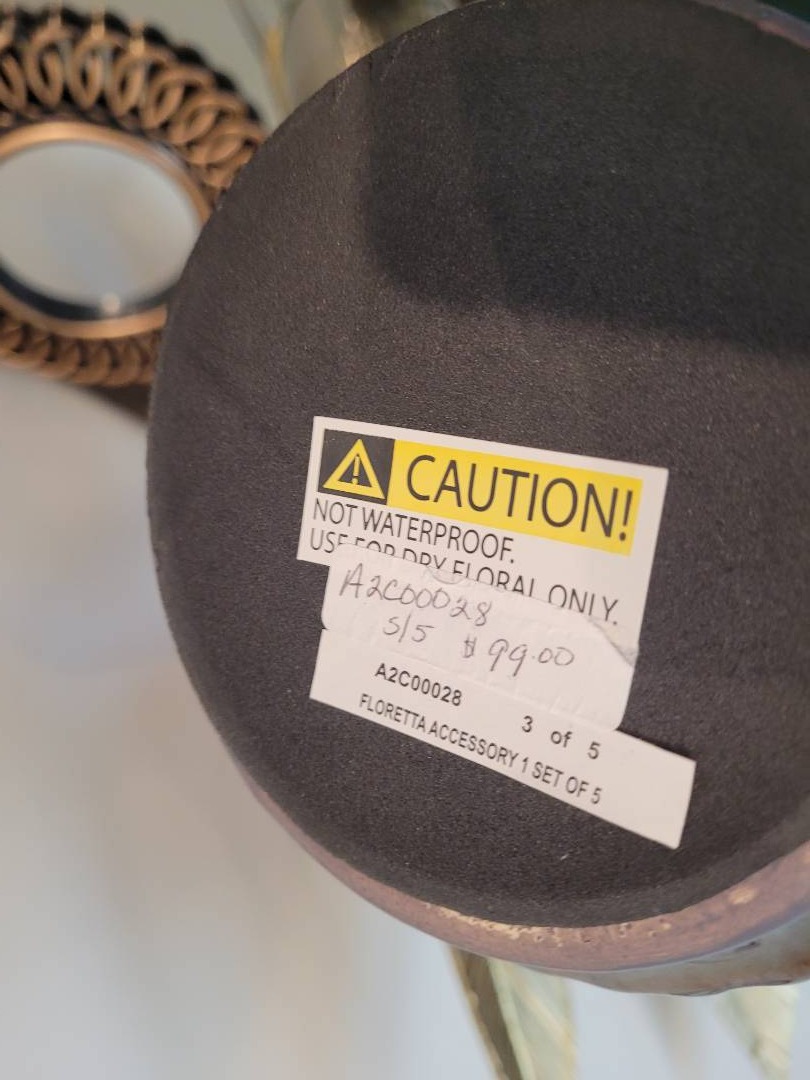 CAUTION!
NOT WATERPROOF.
USE FOR DRY FLORAL ONLY.
A2C00028
S/5 $99.00
A2C00028 3 of 5
FLORETTA ACCESSORY 1 SET OF 5